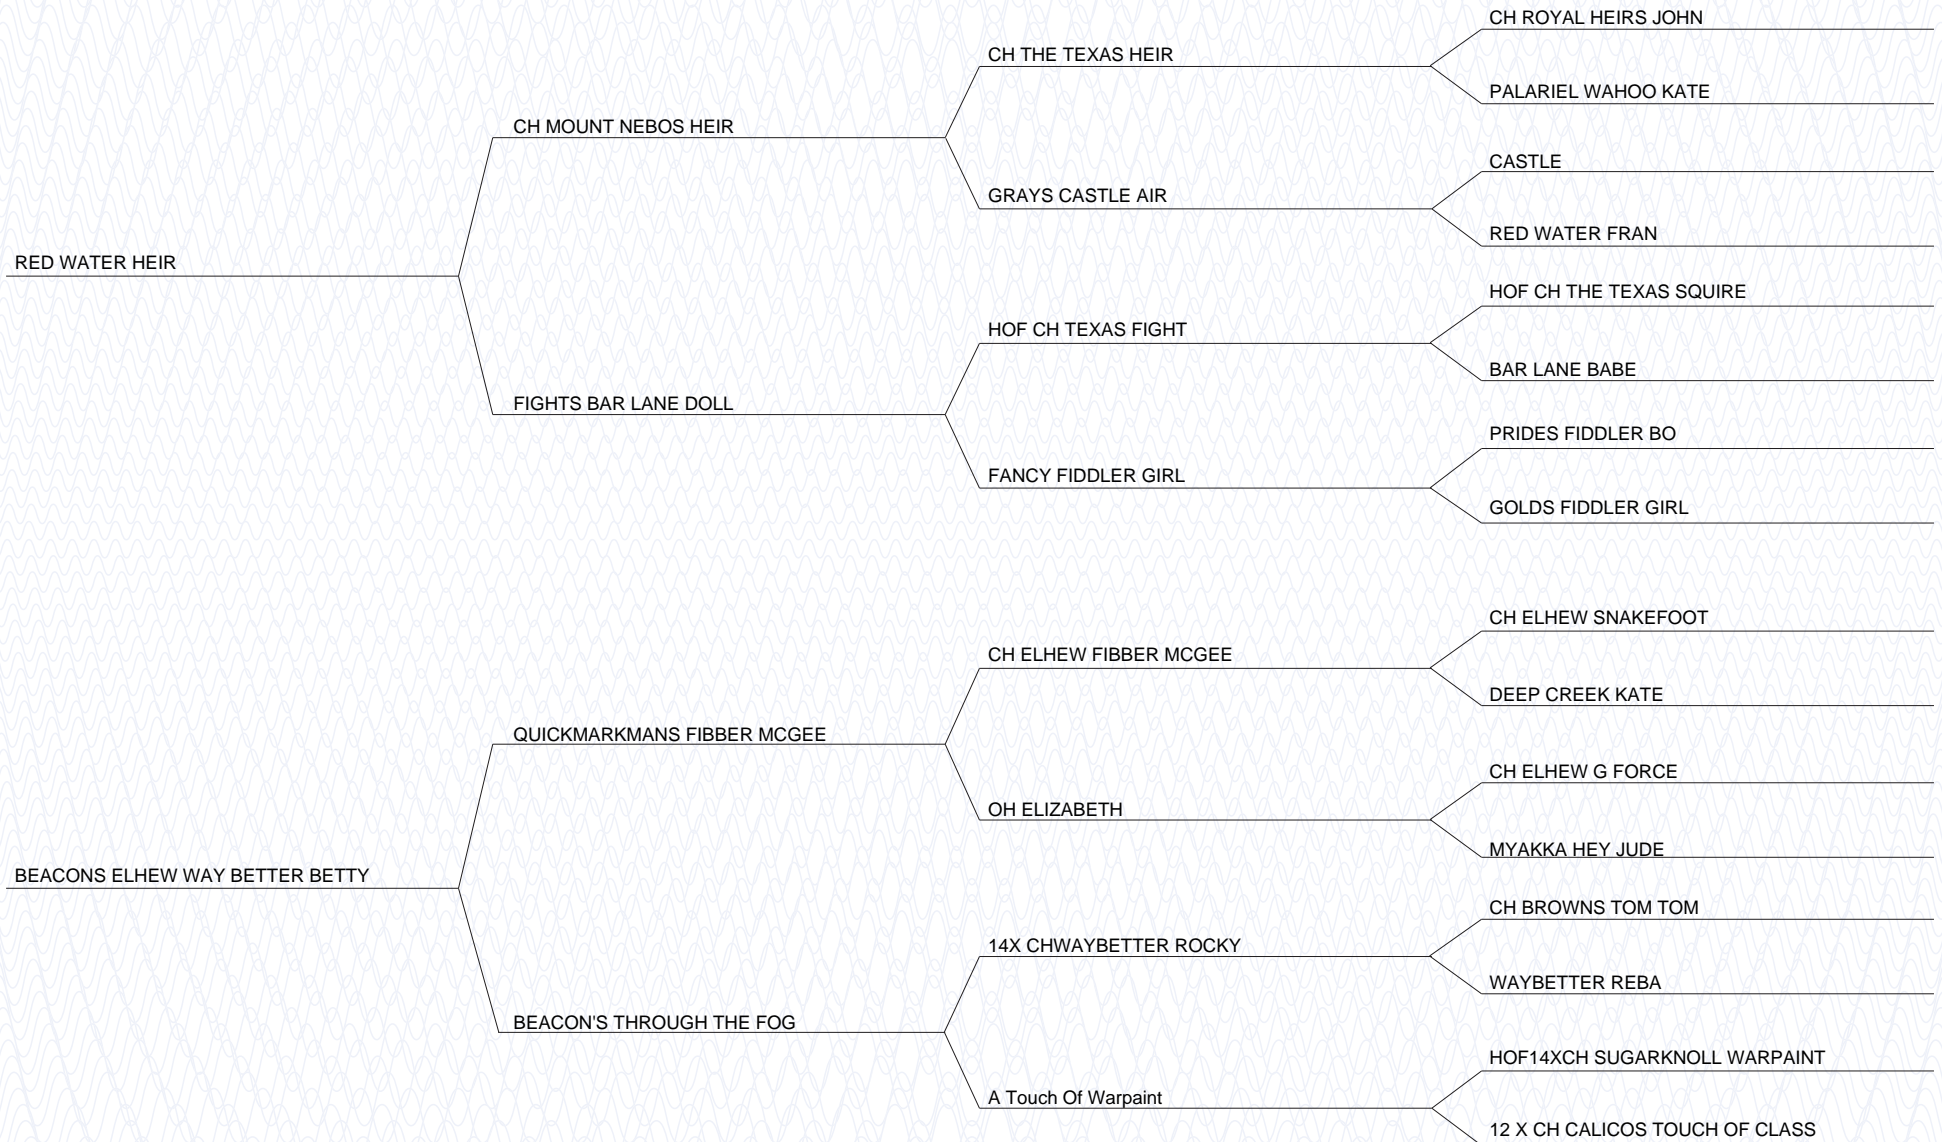 CH ROYAL HEIRS JOHN
CH THE TEXAS HEIR
PALARIEL WAHOO KATE
CH MOUNT NEBOS HEIR
CASTLE
GRAYS CASTLE AIR
RED WATER FRAN
RED WATER HEIR
HOF CH THE TEXAS SQUIRE
HOF CH TEXAS FIGHT
BAR LANE BABE
FIGHTS BAR LANE DOLL
PRIDES FIDDLER BO
FANCY FIDDLER GIRL
GOLDS FIDDLER GIRL
CH ELHEW SNAKEFOOT
CH ELHEW FIBBER MCGEE
DEEP CREEK KATE
QUICKMARKMANS FIBBER MCGEE
CH ELHEW G FORCE
OH ELIZABETH
MYAKKA HEY JUDE
BEACONS ELHEW WAY BETTER BETTY
CH BROWNS TOM TOM
14X CHWAYBETTER ROCKY
WAYBETTER REBA
BEACON'S THROUGH THE FOG
HOF14XCH SUGARKNOLL WARPAINT
A Touch Of Warpaint
12 X CH CALICOS TOUCH OF CLASS